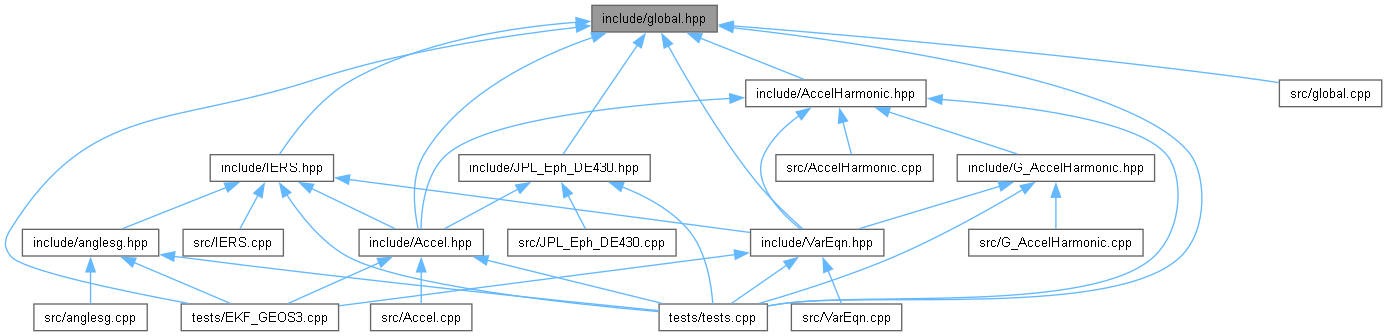 include/global.hpp
include/AccelHarmonic.hpp
src/global.cpp
include/IERS.hpp
include/JPL_Eph_DE430.hpp
src/AccelHarmonic.cpp
include/G_AccelHarmonic.hpp
include/anglesg.hpp
src/IERS.cpp
include/Accel.hpp
src/JPL_Eph_DE430.cpp
include/VarEqn.hpp
src/G_AccelHarmonic.cpp
src/anglesg.cpp
tests/EKF_GEOS3.cpp
src/Accel.cpp
tests/tests.cpp
src/VarEqn.cpp